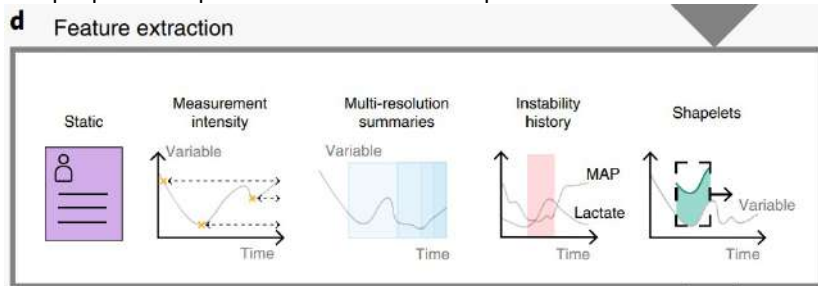 d Feature extraction
Static
Measurement
intensity
Multi-resolution
summaries
Instability
history
Shapelets
Variable
Time
Variable
Time
MAP
Lactate
Time
Variable
Time